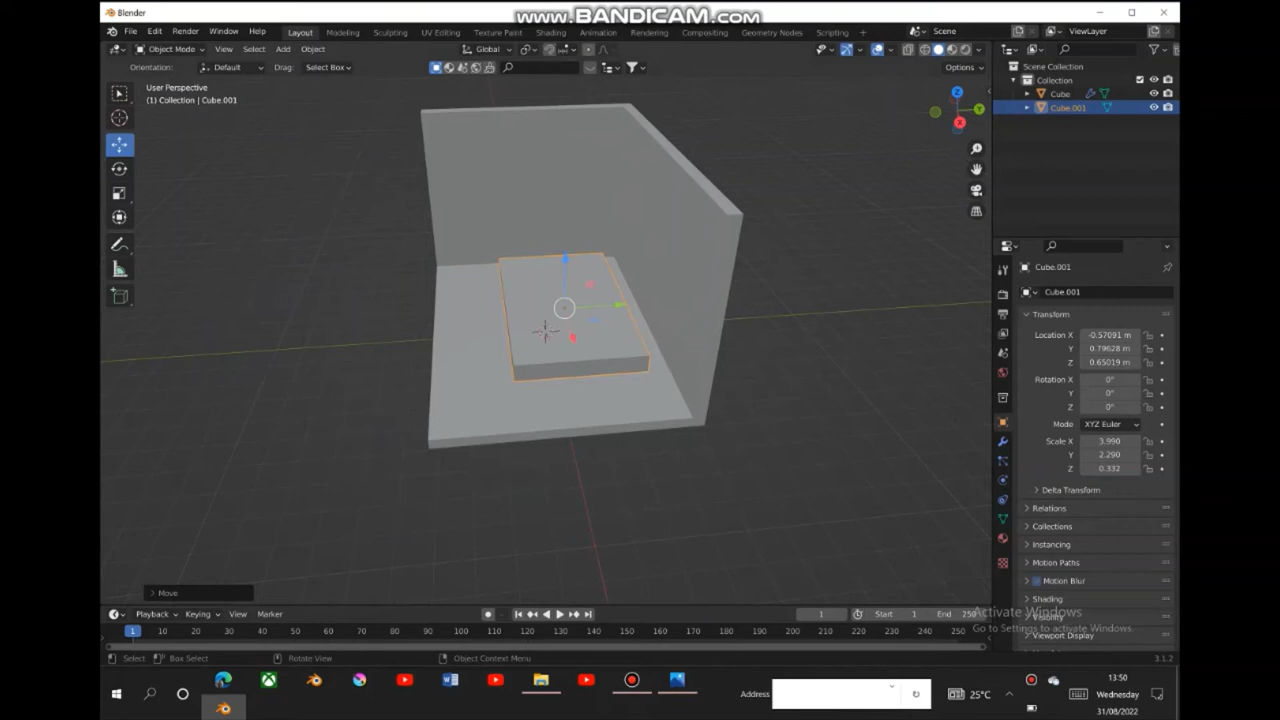 Blender
www.BANDICAM.com
File Edit Render Window Help Layout Modeling Sculpting UV Editing Texture Paint Shading Animation Rendering Compositing Geometry Nodes Scripting + Scene ViewLayer
Object Mode View Select Add Object Global
Orientation: Default Drag: Select Box Options
User Perspective
(1) Collection | Cube.001
Scene Collection
Collection
Cube
Cube.001
Z
Y
X
Cube.001
Cube.001
Transform
Location X -0.57091 m
Y 0.79628 m
Z 0.65019 m
Rotation X 0°
Y 0°
Z 0°
Mode XYZ Euler
Scale X 3.990
Y 2.290
Z 0.332
Delta Transform
Relations
Collections
Instancing
Motion Paths
Motion Blur
Shading
Visibility
Viewport Display
Activate Windows
Go to Settings to activate Windows.
Move
Playback Keying View Marker 1 Start 1 End 250
1 10 20 30 40 50 60 70 80 90 100 110 120 130 140 150 160 170 180 190 200 210 220 230 240 250
Select Box Select Rotate View Object Context Menu 3.1.2
Address 25°C
13:50
Wednesday
31/08/2022